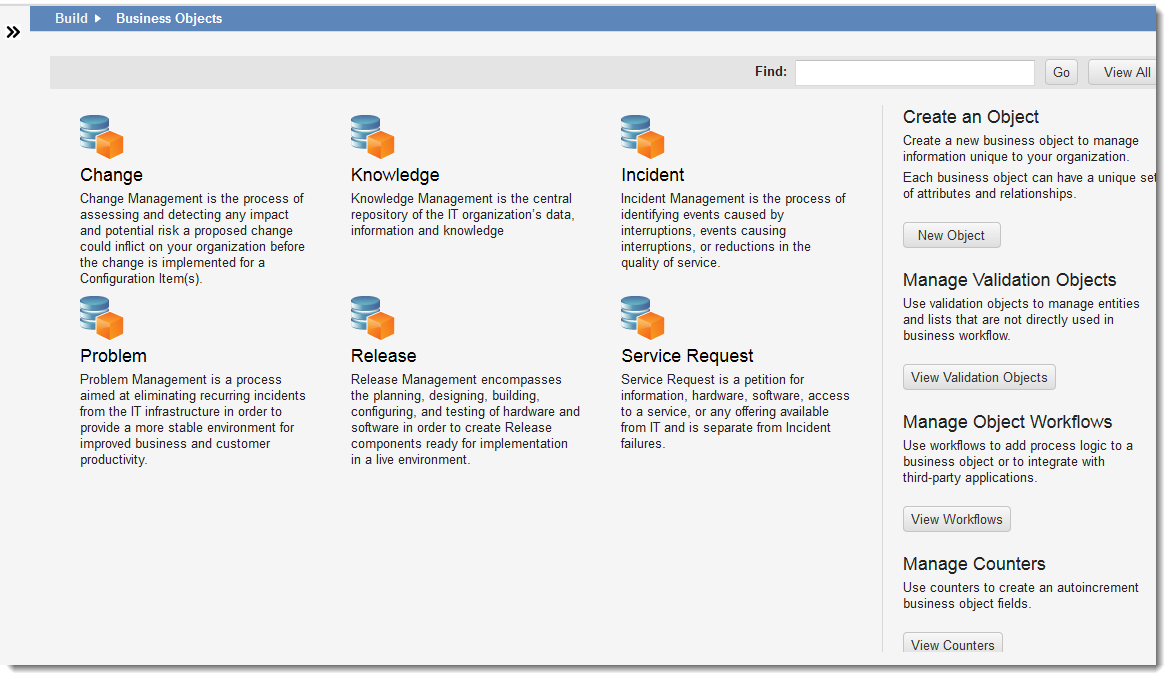 Build Business Objects
Find: Go View All
Change
Change Management is the process of
assessing and detecting any impact
and potential risk a proposed change
could inflict on your organization before
the change is implemented for a
Configuration Item(s).
Knowledge
Knowledge Management is the central
repository of the IT organization's data,
information and knowledge
Incident
Incident Management is the process of
identifying events caused by
interruptions, events causing
interruptions, or reductions in the
quality of service.
Problem
Problem Management is a process
aimed at eliminating recurring incidents
from the IT infrastructure in order to
provide a more stable environment for
improved business and customer
productivity.
Release
Release Management encompasses
the planning, designing, building,
configuring, and testing of hardware and
software in order to create Release
components ready for implementation
in a live environment.
Service Request
Service Request is a petition for
information, hardware, software, access
to a service, or any offering available
from IT and is separate from Incident
failures.
Create an Object
Create a new business object to manage
information unique to your organization.
Each business object can have a unique set
of attributes and relationships.
New Object
Manage Validation Objects
Use validation objects to manage entities
and lists that are not directly used in
business workflow.
View Validation Objects
Manage Object Workflows
Use workflows to add process logic to a
business object or to integrate with
third-party applications.
View Workflows
Manage Counters
Use counters to create an autoincrement
business object fields.
View Counters